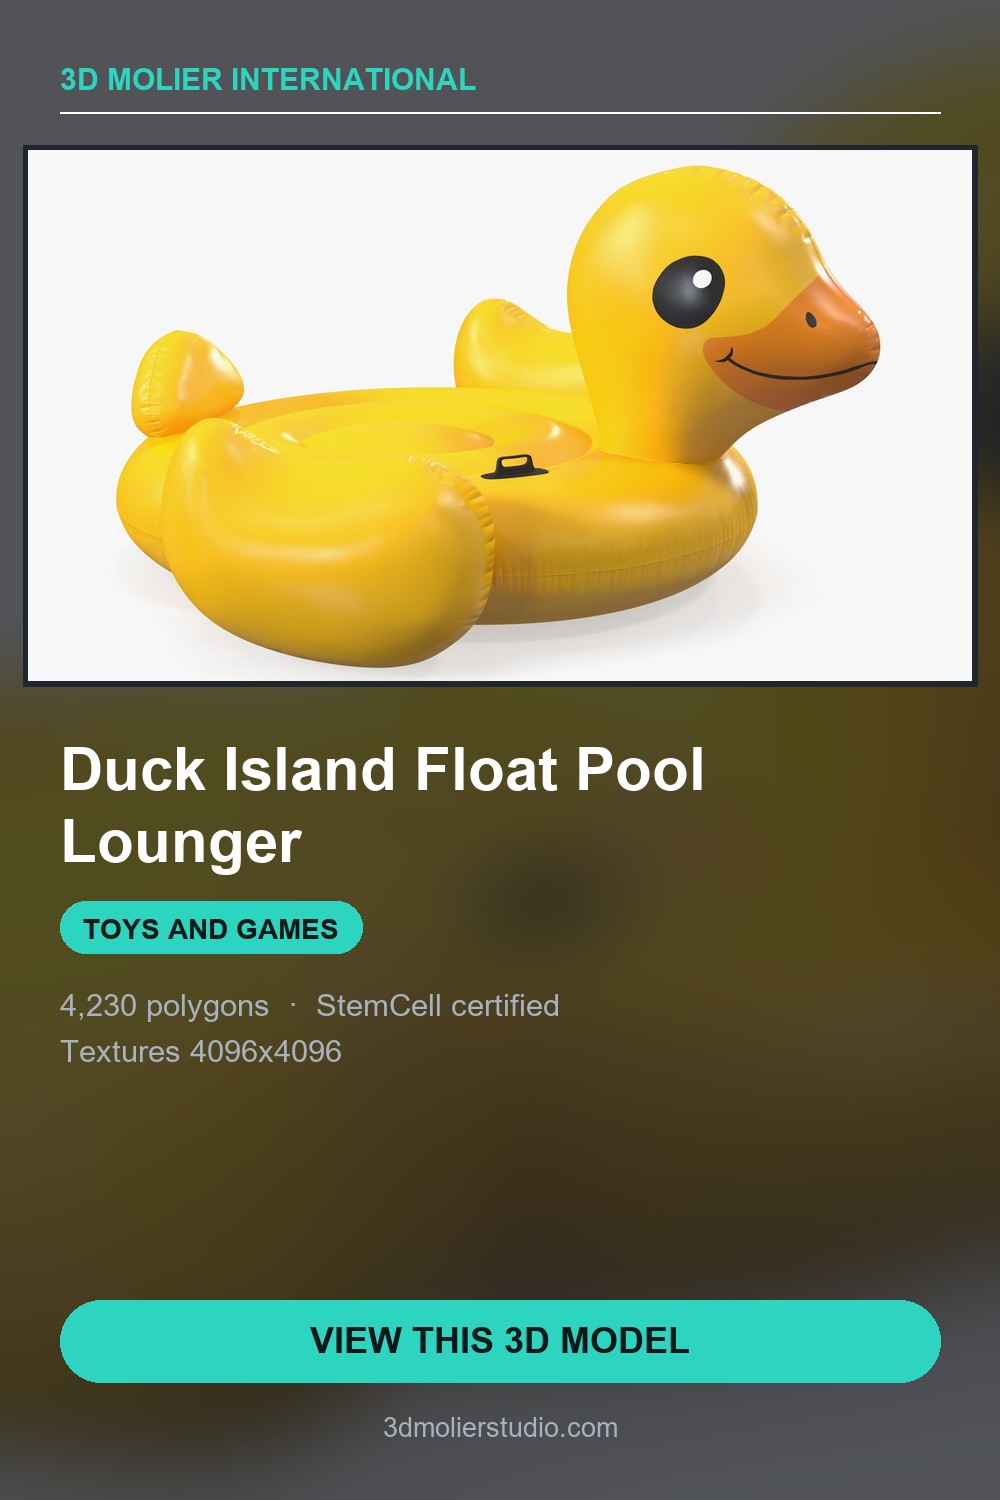 3D MOLIER INTERNATIONAL
Duck Island Float Pool
Lounger
TOYS AND GAMES
4,230 polygons · StemCell certified
Textures 4096x4096
VIEW THIS 3D MODEL
3dmolierstudio.com